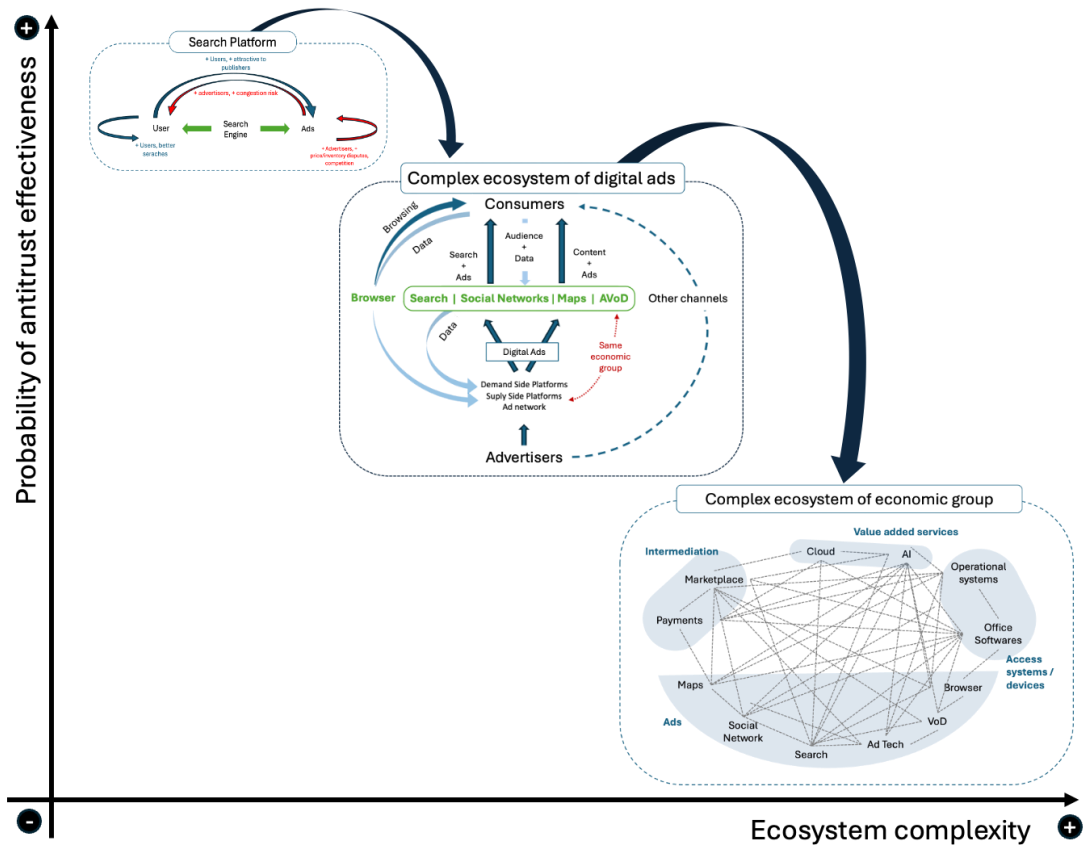 +
Probability of antitrust effectiveness
-
Ecosystem complexity
+
Search Platform
+ Users, + attractive to
publishers
+ advertisers, + congestion risk
User
Search
Engine
Ads
+ Users, better
seraches
+ Advertisers, +
price/inventory disputes,
competition
Complex ecosystem of digital ads
Consumers
Browsing
Data
Search
+
Ads
Audience
+
Data
Content
+
Ads
Browser
Search | Social Networks | Maps | AVoD
Other channels
Data
Digital Ads
Same
economic
group
Demand Side Platforms
Suply Side Platforms
Ad network
Advertisers
Complex ecosystem of economic group
Value added services
Intermediation
Cloud
AI
Marketplace
Operational
systems
Payments
Office
Softwares
Access
systems /
devices
Maps
Browser
Ads
Social
Network
VoD
Search
Ad Tech